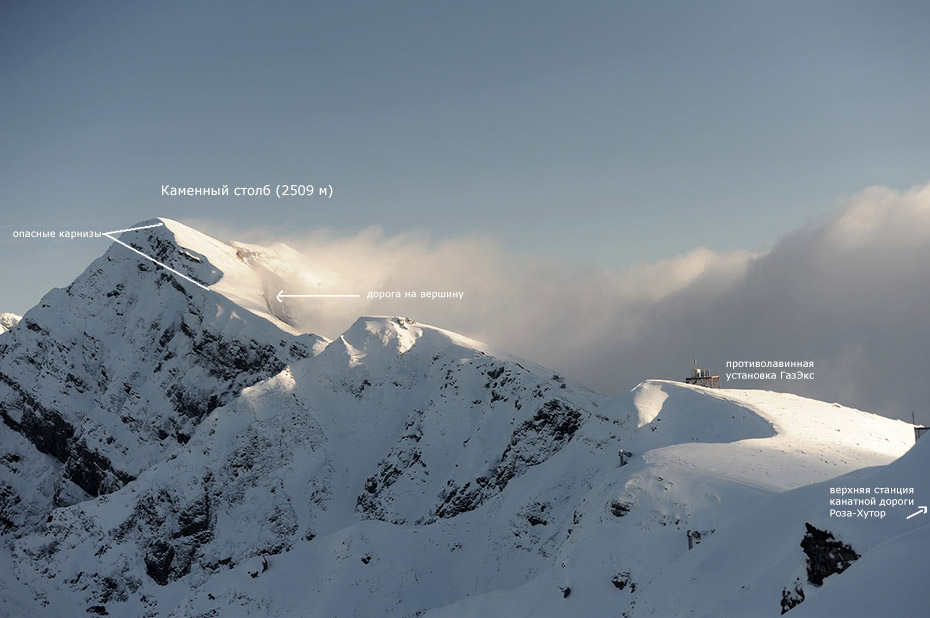 Каменный столб (2509 м)
опасные карнизы
дорога на вершину
противолавинная
установка ГазЭкс
верхняя станция
канатной дороги
Роза-Хутор